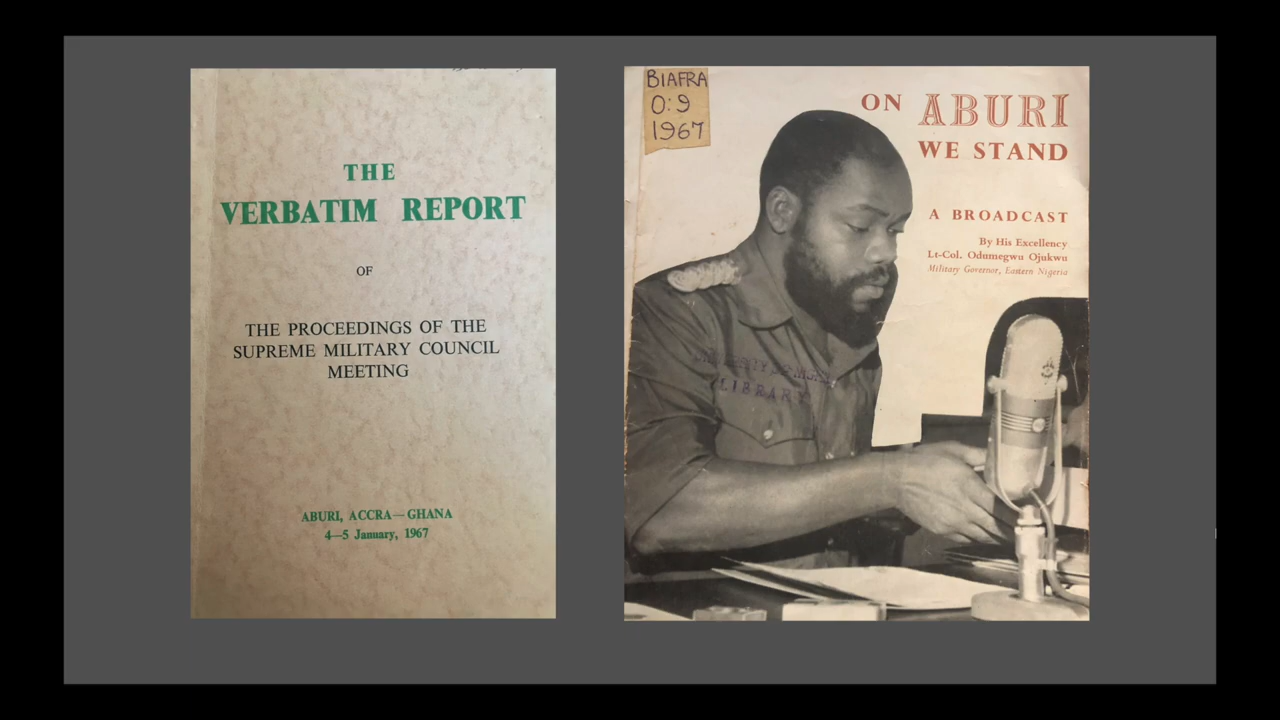 THE
VERBATIM REPORT
OF
THE PROCEEDINGS OF THE
SUPREME MILITARY COUNCIL
MEETING
ABURI, ACCRA—GHANA
4—5 January, 1967
BIAFRA
0:9
1967
ON ABURI
WE STAND
A BROADCAST
By His Excellency
Lt-Col. Odumegwu Ojukwu
Military Governor, Eastern Nigeria
LIBRARY